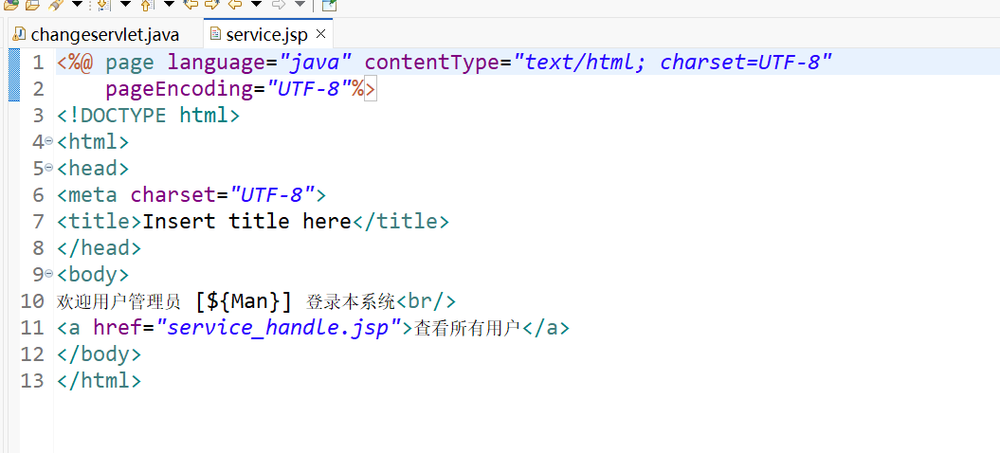 changeservlet.java service.jsp
1 <%@ page language="java" contentType="text/html; charset=UTF-8"
2 pageEncoding="UTF-8"%>
3 <!DOCTYPE html>
4 <html>
5 <head>
6 <meta charset="UTF-8">
7 <title>Insert title here</title>
8 </head>
9 <body>
10 欢迎用户管理员 [${Man}] 登录本系统<br/>
11 <a href="service_handle.jsp">查看所有用户</a>
12 </body>
13 </html>